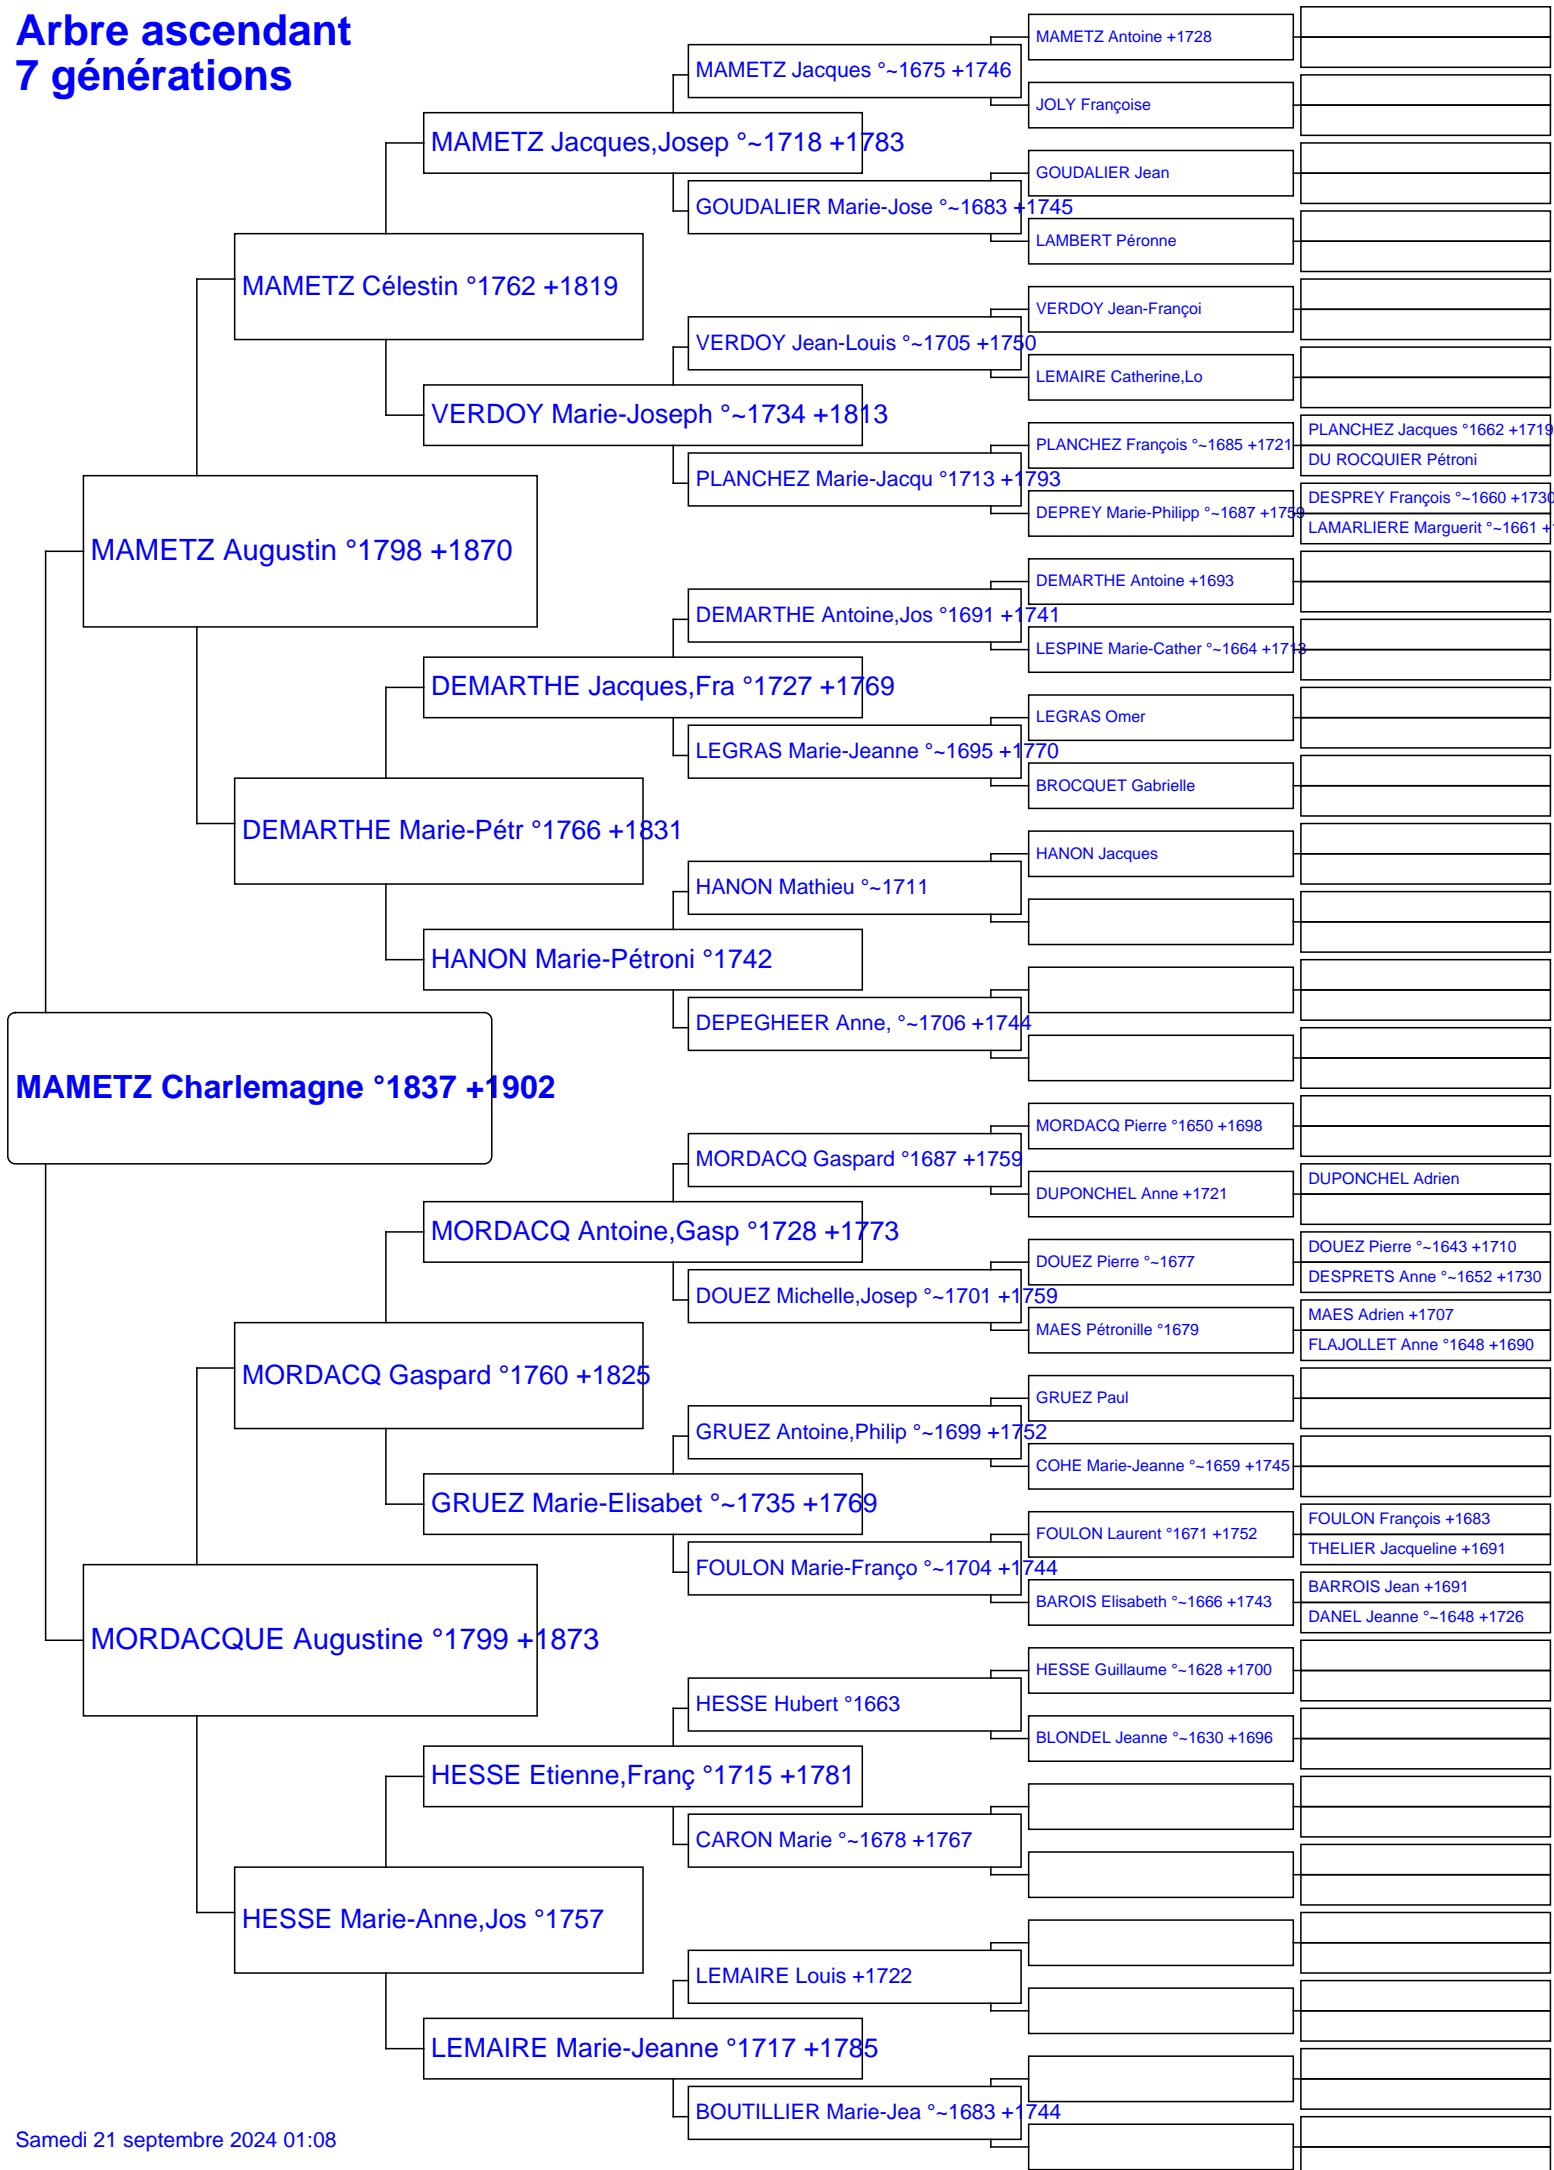 Arbre ascendant
7 générations
MAMETZ Charlemagne °1837 +1902
MAMETZ Augustin °1798 +1870
MORDACQUE Augustine °1799 +1873
MAMETZ Célestin °1762 +1819
DEMARTHE Marie-Pétr °1766 +1831
MORDACQ Gaspard °1760 +1825
HESSE Marie-Anne,Jos °1757
MAMETZ Jacques,Josep °~1718 +1783
VERDOY Marie-Joseph °~1734 +1813
DEMARTHE Jacques,Fra °1727 +1769
HANON Marie-Pétroni °1742
MORDACQ Antoine,Gasp °1728 +1773
GRUEZ Marie-Elisabet °~1735 +1769
HESSE Etienne,Franç °1715 +1781
LEMAIRE Marie-Jeanne °1717 +1785
MAMETZ Jacques °~1675 +1746
GOUDALIER Marie-Jose °~1683 +1745
VERDOY Jean-Louis °~1705 +1750
PLANCHEZ Marie-Jacqu °1713 +1793
DEMARTHE Antoine,Jos °1691 +1741
LEGRAS Marie-Jeanne °~1695 +1770
HANON Mathieu °~1711
DEPEGHEER Anne, °~1706 +1744
MORDACQ Gaspard °1687 +1759
DOUEZ Michelle,Josep °~1701 +1759
GRUEZ Antoine,Philip °~1699 +1752
FOULON Marie-Franço °~1704 +1744
HESSE Hubert °1663
CARON Marie °~1678 +1767
LEMAIRE Louis +1722
BOUTILLIER Marie-Jea °~1683 +1744
MAMETZ Antoine +1728
JOLY Françoise
GOUDALIER Jean
LAMBERT Péronne
VERDOY Jean-Françoi
LEMAIRE Catherine,Lo
PLANCHEZ François °~1685 +1721
DEPREY Marie-Philipp °~1687 +1759
DEMARTHE Antoine +1693
LESPINE Marie-Cather °~1664 +1713
LEGRAS Omer
BROCQUET Gabrielle
HANON Jacques
MORDACQ Pierre °1650 +1698
DUPONCHEL Anne +1721
DOUEZ Pierre °~1677
MAES Pétronille °1679
GRUEZ Paul
COHE Marie-Jeanne °~1659 +1745
FOULON Laurent °1671 +1752
BAROIS Elisabeth °~1666 +1743
HESSE Guillaume °~1628 +1700
BLONDEL Jeanne °~1630 +1696
PLANCHEZ Jacques °1662 +1719
DU ROCQUIER Pétroni
DESPREY François °~1660 +1730
LAMARLIERE Marguerit °~1661 +
DUPONCHEL Adrien
DOUEZ Pierre °~1643 +1710
DESPRETS Anne °~1652 +1730
MAES Adrien +1707
FLAJOLLET Anne °1648 +1690
FOULON François +1683
THELIER Jacqueline +1691
BARROIS Jean +1691
DANEL Jeanne °~1648 +1726
Samedi 21 septembre 2024 01:08